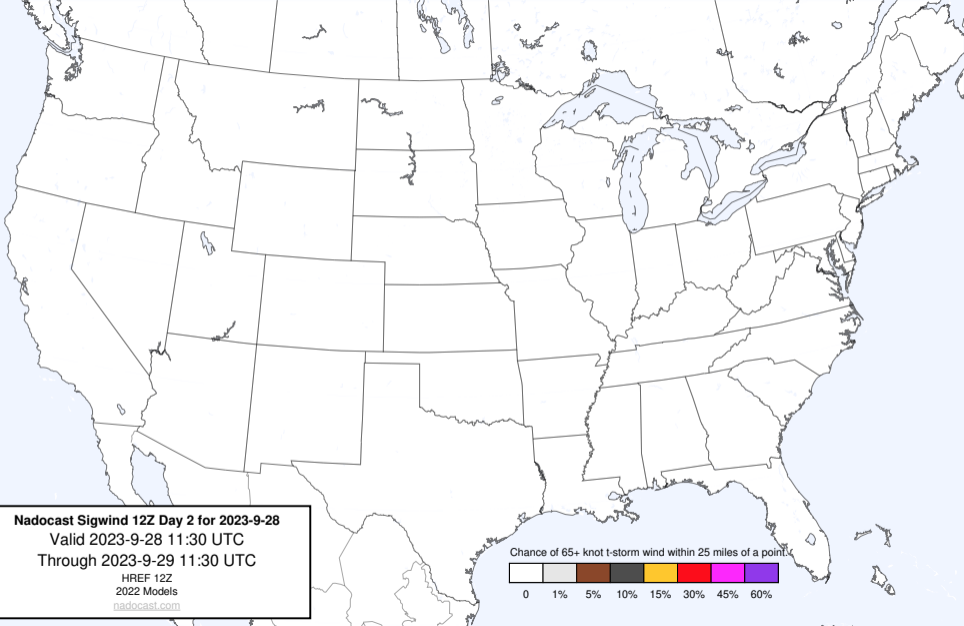 Nadocast Sigwind 12Z Day 2 for 2023-9-28
Valid 2023-9-28 11:30 UTC
Through 2023-9-29 11:30 UTC
HREF 12Z
2022 Models
nadocast.com
Chance of 65+ knot t-storm wind within 25 miles of a point.
0 1% 5% 10% 15% 30% 45% 60%